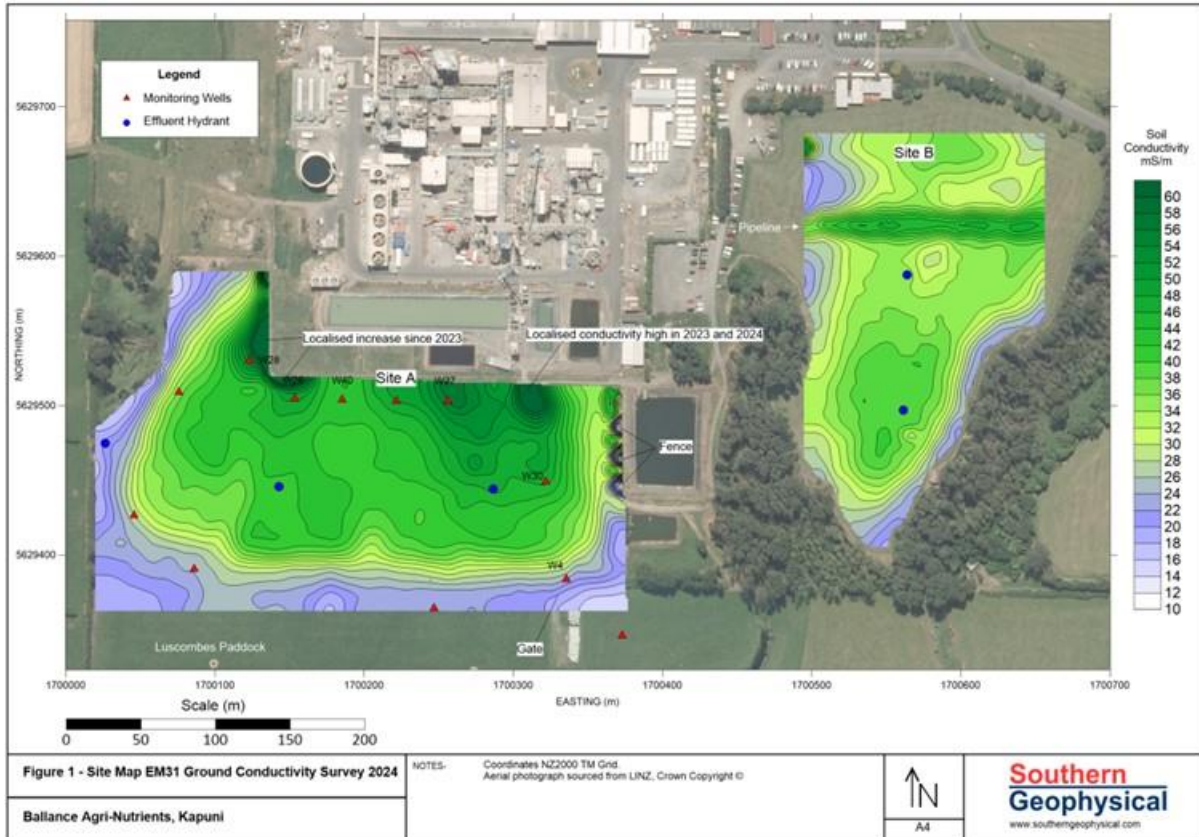 Legend
Monitoring Wells
Effluent Hydrant
5629700
5629600
5629500
5629400
NORTHING (m)
Site B
Pipeline
Localised increase since 2023
Localised conductivity high in 2023 and 2024
Site A
W40
Fence
W30
W4
Gate
Luscombes Paddock
1700000
1700100
1700200
1700300
1700400
1700500
1700600
1700700
EASTING (m)
Scale (m)
0 50 100 150 200
Soil
Conductivity
mS/m
60
58
56
54
52
50
48
46
44
42
40
38
36
34
32
30
28
26
24
22
20
18
16
14
12
10
Figure 1 - Site Map EM31 Ground Conductivity Survey 2024
Ballance Agri-Nutrients, Kapuni
NOTES- Coordinates NZ2000 TM Grid.
Aerial photograph sourced from LINZ, Crown Copyright ©
N
A4
Southern
Geophysical
www.southerngeophysical.com